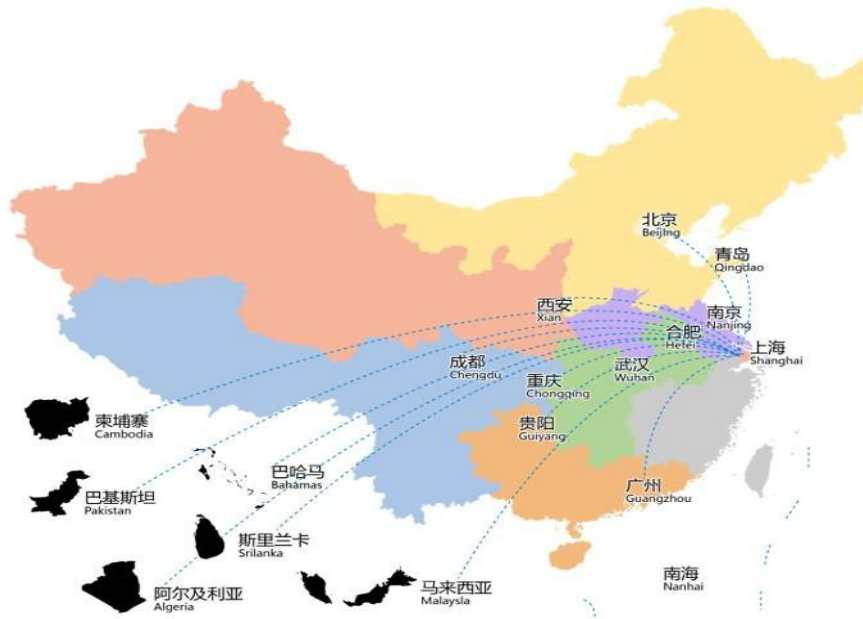 北京
Beijing
青岛
Qingdao
西安
Xian
南京
Nanjing
合肥
Hefei
上海
Shanghai
成都
Chengdu
武汉
Wuhan
重庆
Chongqing
柬埔寨
Cambodia
贵阳
Guiyang
巴哈马
Bahamas
巴基斯坦
Pakistan
广州
Guangzhou
斯里兰卡
Srilanka
阿尔及利亚
Algeria
马来西亚
Malaysla
南海
Nanhai